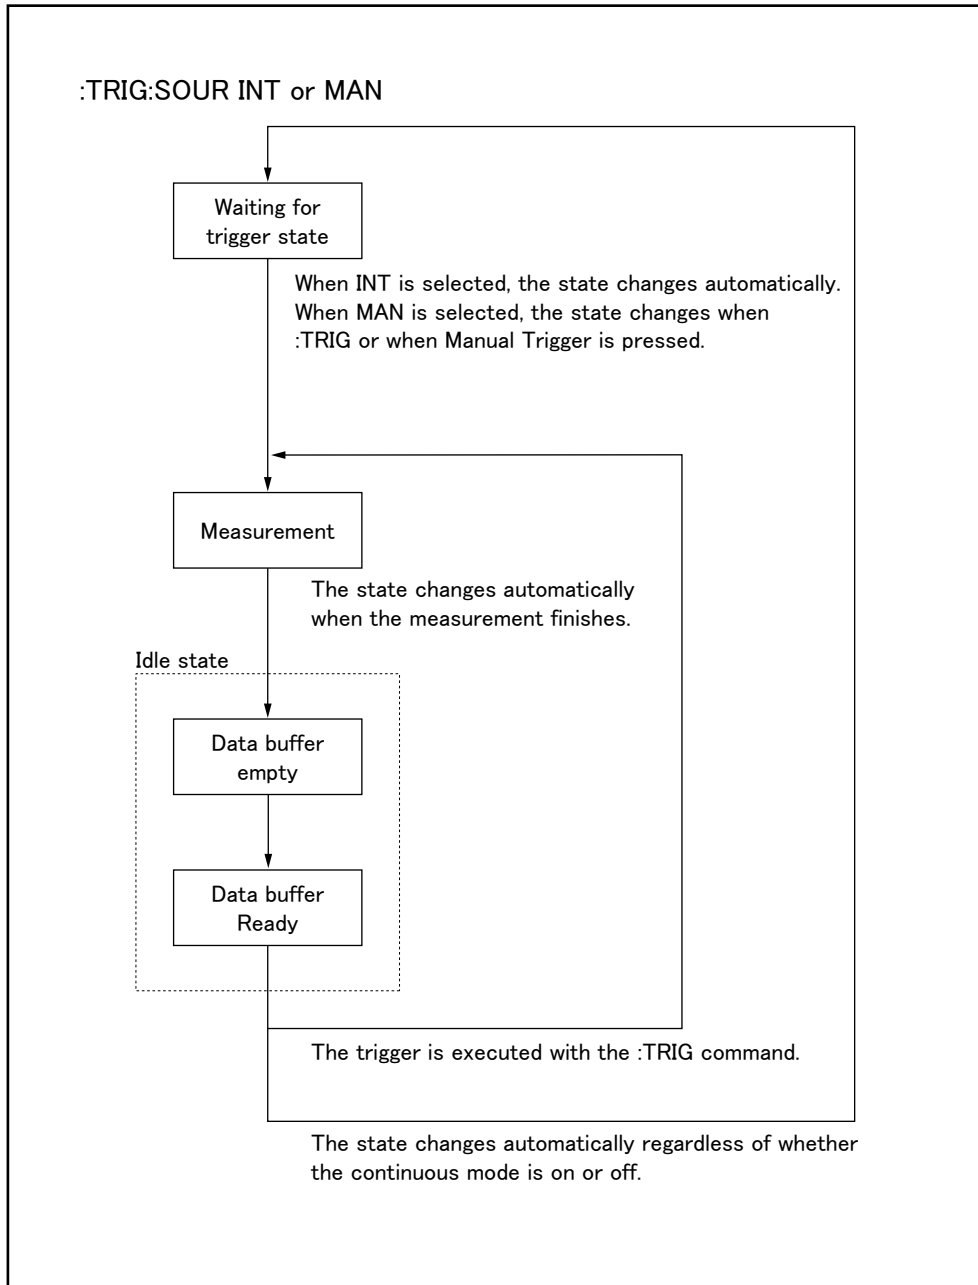 :TRIG:SOUR INT or MAN
Waiting for
trigger state
When INT is selected, the state changes automatically.
When MAN is selected, the state changes when
:TRIG or when Manual Trigger is pressed.
Measurement
The state changes automatically
when the measurement finishes.
Idle state
Data buffer
empty
Data buffer
Ready
The trigger is executed with the :TRIG command.
The state changes automatically regardless of whether
the continuous mode is on or off.